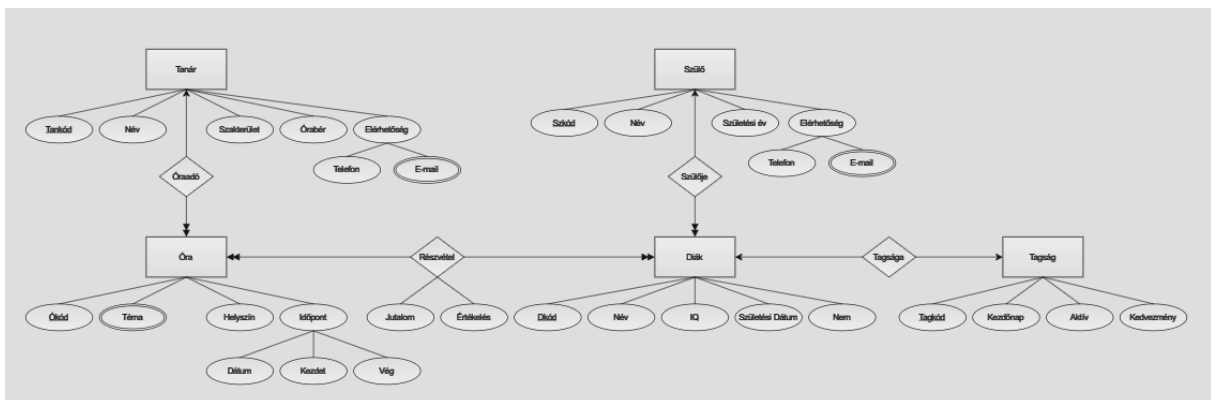 Tanár
Szülő
Tankód
Név
Szakterület
Órabér
Elérhetőség
Szkód
Név
Születési év
Elérhetőség
Telefon
E-mail
Telefon
E-mail
Óraadó
Szülője
Óra
Részvétel
Diák
Tagsága
Tagság
Ókód
Téma
Helyszín
Időpont
Jutalom
Értékelés
Dkód
Név
IQ
Születési Dátum
Nem
Tagkód
Kezdőnap
Aktív
Kedvezmény
Dátum
Kezdet
Vég